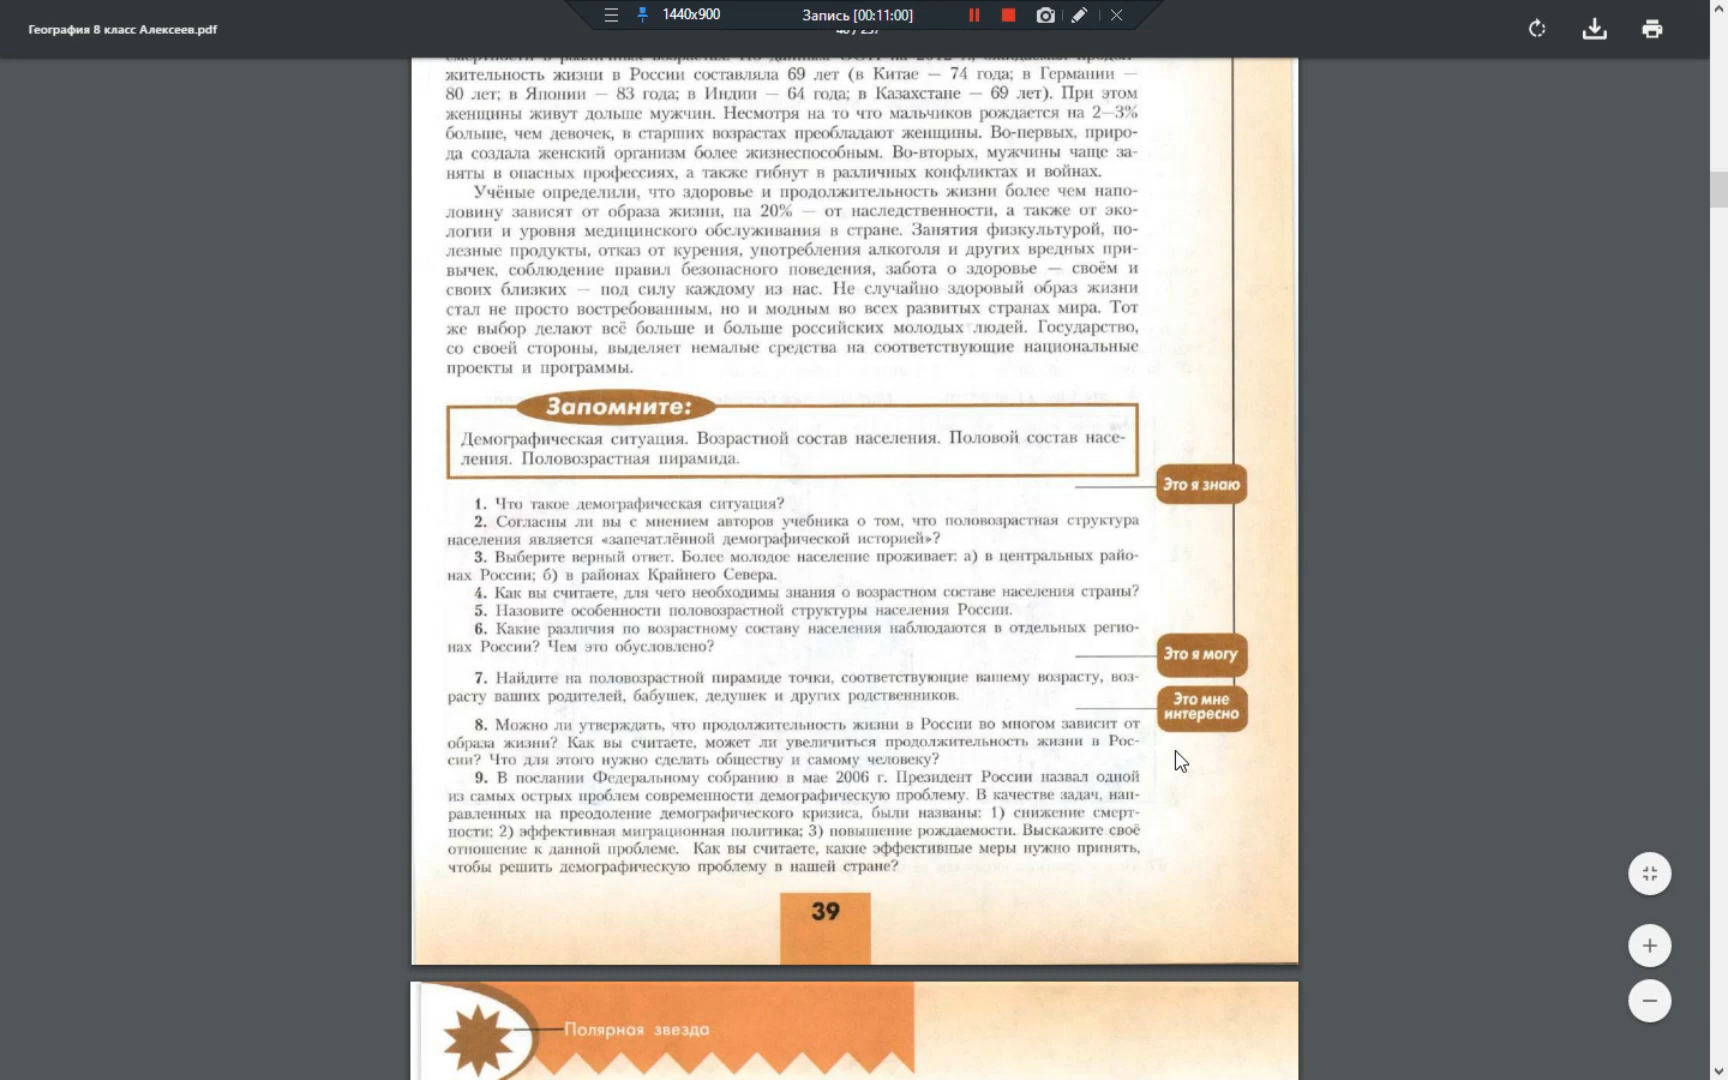 1440x900
Запись [00:11:00]
География 8 класс Алексеев.pdf
жительность жизни в России составляла 69 лет (в Китае — 74 года; в Германии —
80 лет; в Японии — 83 года; в Индии — 64 года; в Казахстане — 69 лет). При этом
женщины живут дольше мужчин. Несмотря на то что мальчиков рождается на 2—3%
больше, чем девочек, в старших возрастах преобладают женщины. Во-первых, приро-
да создала женский организм более жизнеспособным. Во-вторых, мужчины чаще за-
няты в опасных профессиях, а также гибнут в различных конфликтах и войнах.
Учёные определили, что здоровье и продолжительность жизни более чем напо-
ловину зависят от образа жизни, на 20% — от наследственности, а также от эко-
логии и уровня медицинского обслуживания в стране. Занятия физкультурой, по-
лезные продукты, отказ от курения, употребления алкоголя и других вредных при-
вычек, соблюдение правил безопасного поведения, забота о здоровье — своём и
своих близких — под силу каждому из нас. Не случайно здоровый образ жизни
стал не просто востребованным, но и модным во всех развитых странах мира. Тот
же выбор делают всё больше и больше российских молодых людей. Государство,
со своей стороны, выделяет немалые средства на соответствующие национальные
проекты и программы.
Запомните:
Демографическая ситуация. Возрастной состав населения. Половой состав насе-
ления. Половозрастная пирамида.
Это я знаю
1. Что такое демографическая ситуация?
2. Согласны ли вы с мнением авторов учебника о том, что половозрастная структура
населения является «запечатлённой демографической историей»?
3. Выберите верный ответ. Более молодое население проживает: а) в центральных райо-
нах России; б) в районах Крайнего Севера.
4. Как вы считаете, для чего необходимы знания о возрастном составе населения страны?
5. Назовите особенности половозрастной структуры населения России.
6. Какие различия по возрастному составу населения наблюдаются в отдельных регио-
нах России? Чем это обусловлено?
Это я могу
7. Найдите на половозрастной пирамиде точки, соответствующие вашему возрасту, воз-
расту ваших родителей, бабушек, дедушек и других родственников.
Это мне
интересно
8. Можно ли утверждать, что продолжительность жизни в России во многом зависит от
образа жизни? Как вы считаете, может ли увеличиться продолжительность жизни в Рос-
сии? Что для этого нужно сделать обществу и самому человеку?
9. В послании Федеральному собранию в мае 2006 г. Президент России назвал одной
из самых острых проблем современности демографическую проблему. В качестве задач, нап-
равленных на преодоление демографического кризиса, были названы: 1) снижение смерт-
ности; 2) эффективная миграционная политика; 3) повышение рождаемости. Выскажите своё
отношение к данной проблеме. Как вы считаете, какие эффективные меры нужно принять,
чтобы решить демографическую проблему в нашей стране?
39
Полярная звезда